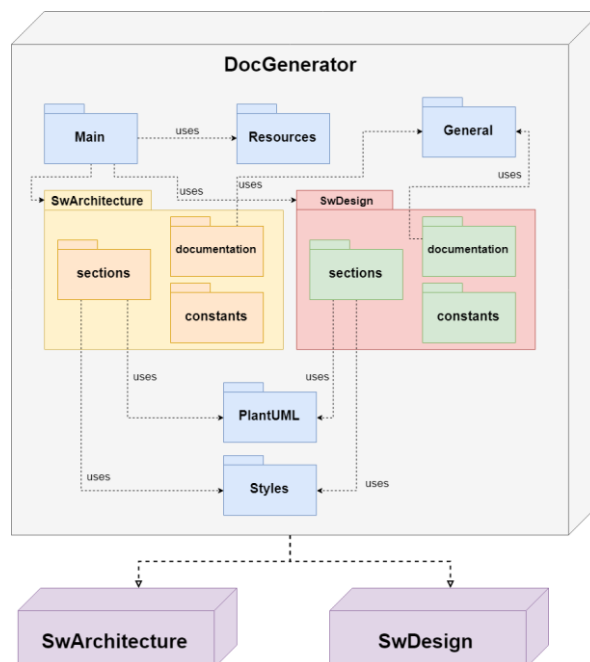 DocGenerator
Main
uses
Resources
General
uses
uses
uses
SwArchitecture
SwDesign
documentation
sections
constants
documentation
sections
constants
uses
uses
PlantUML
Styles
uses
uses
SwArchitecture
SwDesign